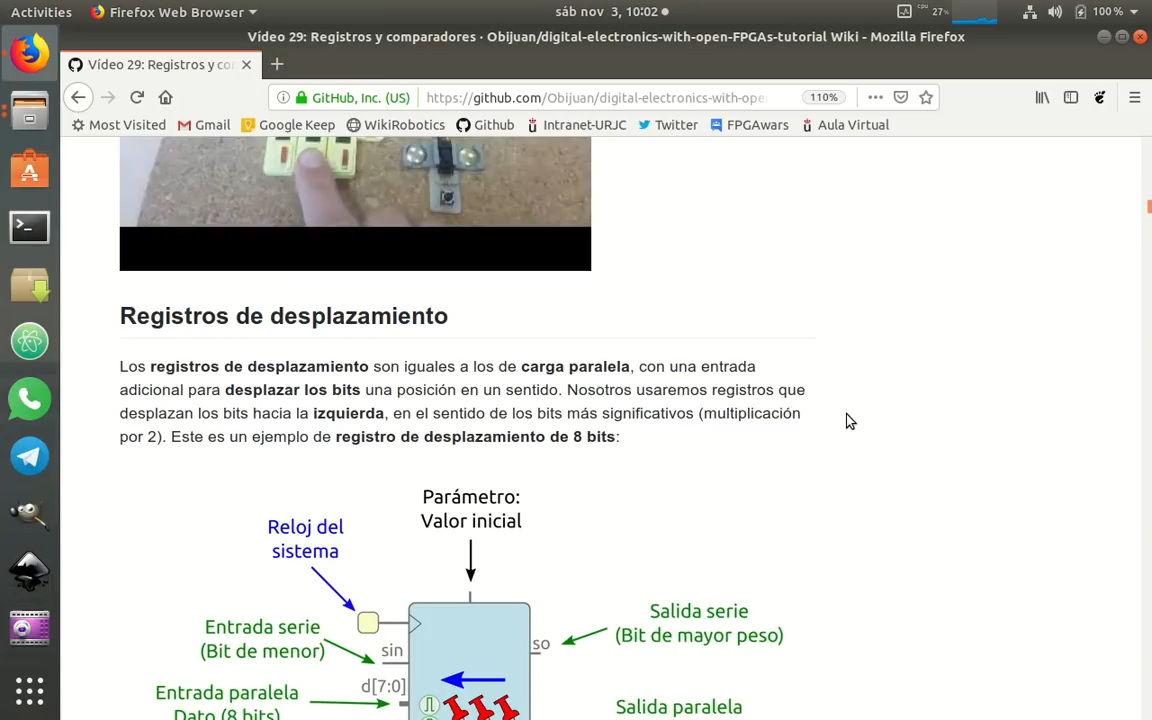 Activities
Firefox Web Browser
sáb nov 3, 10:02
cpu
27%
100 %
Vídeo 29: Registros y comparadores · Obijuan/digital-electronics-with-open-FPGAs-tutorial Wiki - Mozilla Firefox
Vídeo 29: Registros y co
GitHub, Inc. (US)
https://github.com/Obijuan/digital-electronics-with-ope
110%
Most Visited
Gmail
Google Keep
WikiRobotics
Github
Intranet-URJC
Twitter
FPGAwars
Aula Virtual
Registros de desplazamiento
Los registros de desplazamiento son iguales a los de carga paralela, con una entrada
adicional para desplazar los bits una posición en un sentido. Nosotros usaremos registros que
desplazan los bits hacia la izquierda, en el sentido de los bits más significativos (multiplicación
por 2). Este es un ejemplo de registro de desplazamiento de 8 bits:
Parámetro:
Valor inicial
Reloj del
sistema
Entrada serie
(Bit de menor)
sin
so
Salida serie
(Bit de mayor peso)
d[7:0]
Entrada paralela
Dato (8 bits)
Salida paralela